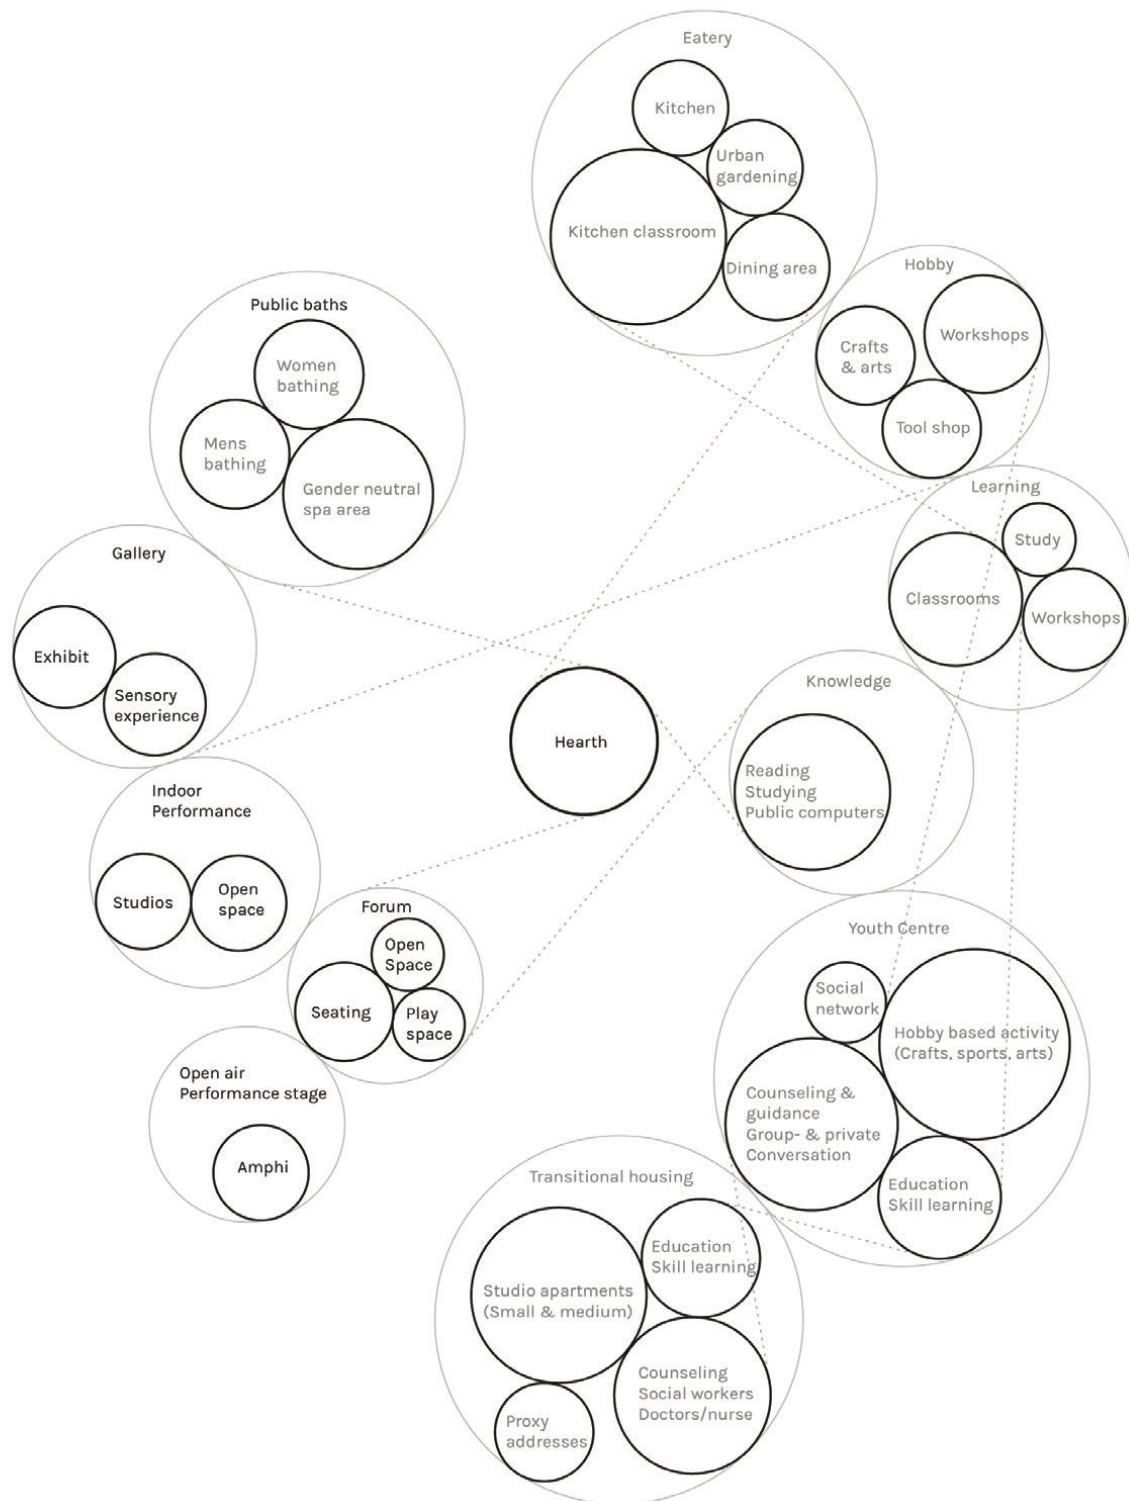 Eatery
Kitchen
Urban
gardening
Kitchen classroom
Dining area
Hobby
Workshops
Crafts
& arts
Tool shop
Public baths
Women
bathing
Mens
bathing
Gender neutral
spa area
Learning
Study
Classrooms
Workshops
Gallery
Exhibit
Sensory
experience
Hearth
Knowledge
Reading
Studying
Public computers
Indoor
Performance
Studios
Open
space
Forum
Open
Space
Seating
Play
space
Youth Centre
Social
network
Hobby based activity
(Crafts, sports, arts)
Counseling &
guidance
Group- & private
Conversation
Education
Skill learning
Open air
Performance stage
Amphi
Transitional housing
Education
Skill learning
Studio apartments
(Small & medium)
Counseling
Social workers
Doctors/nurse
Proxy
addresses